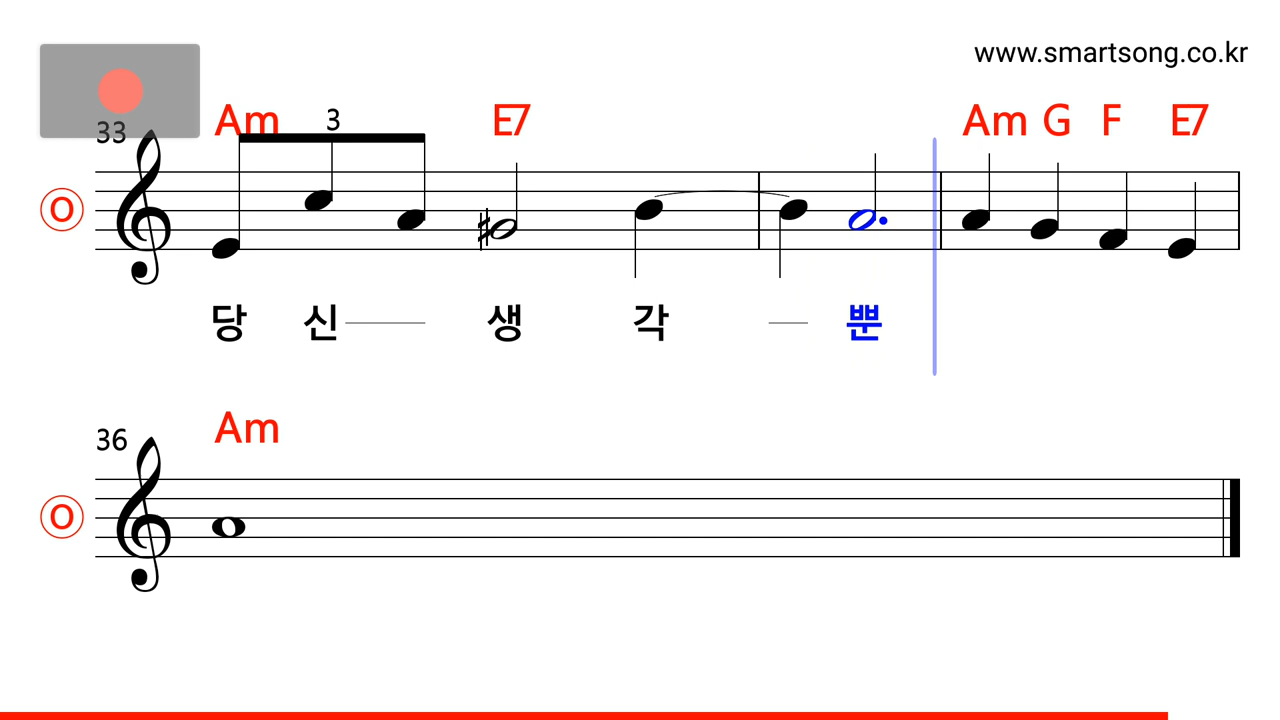 www.smartsong.co.kr
Am 3 E7 Am G F E7
33
O
당 신 생 각 뿐
Am
36
O